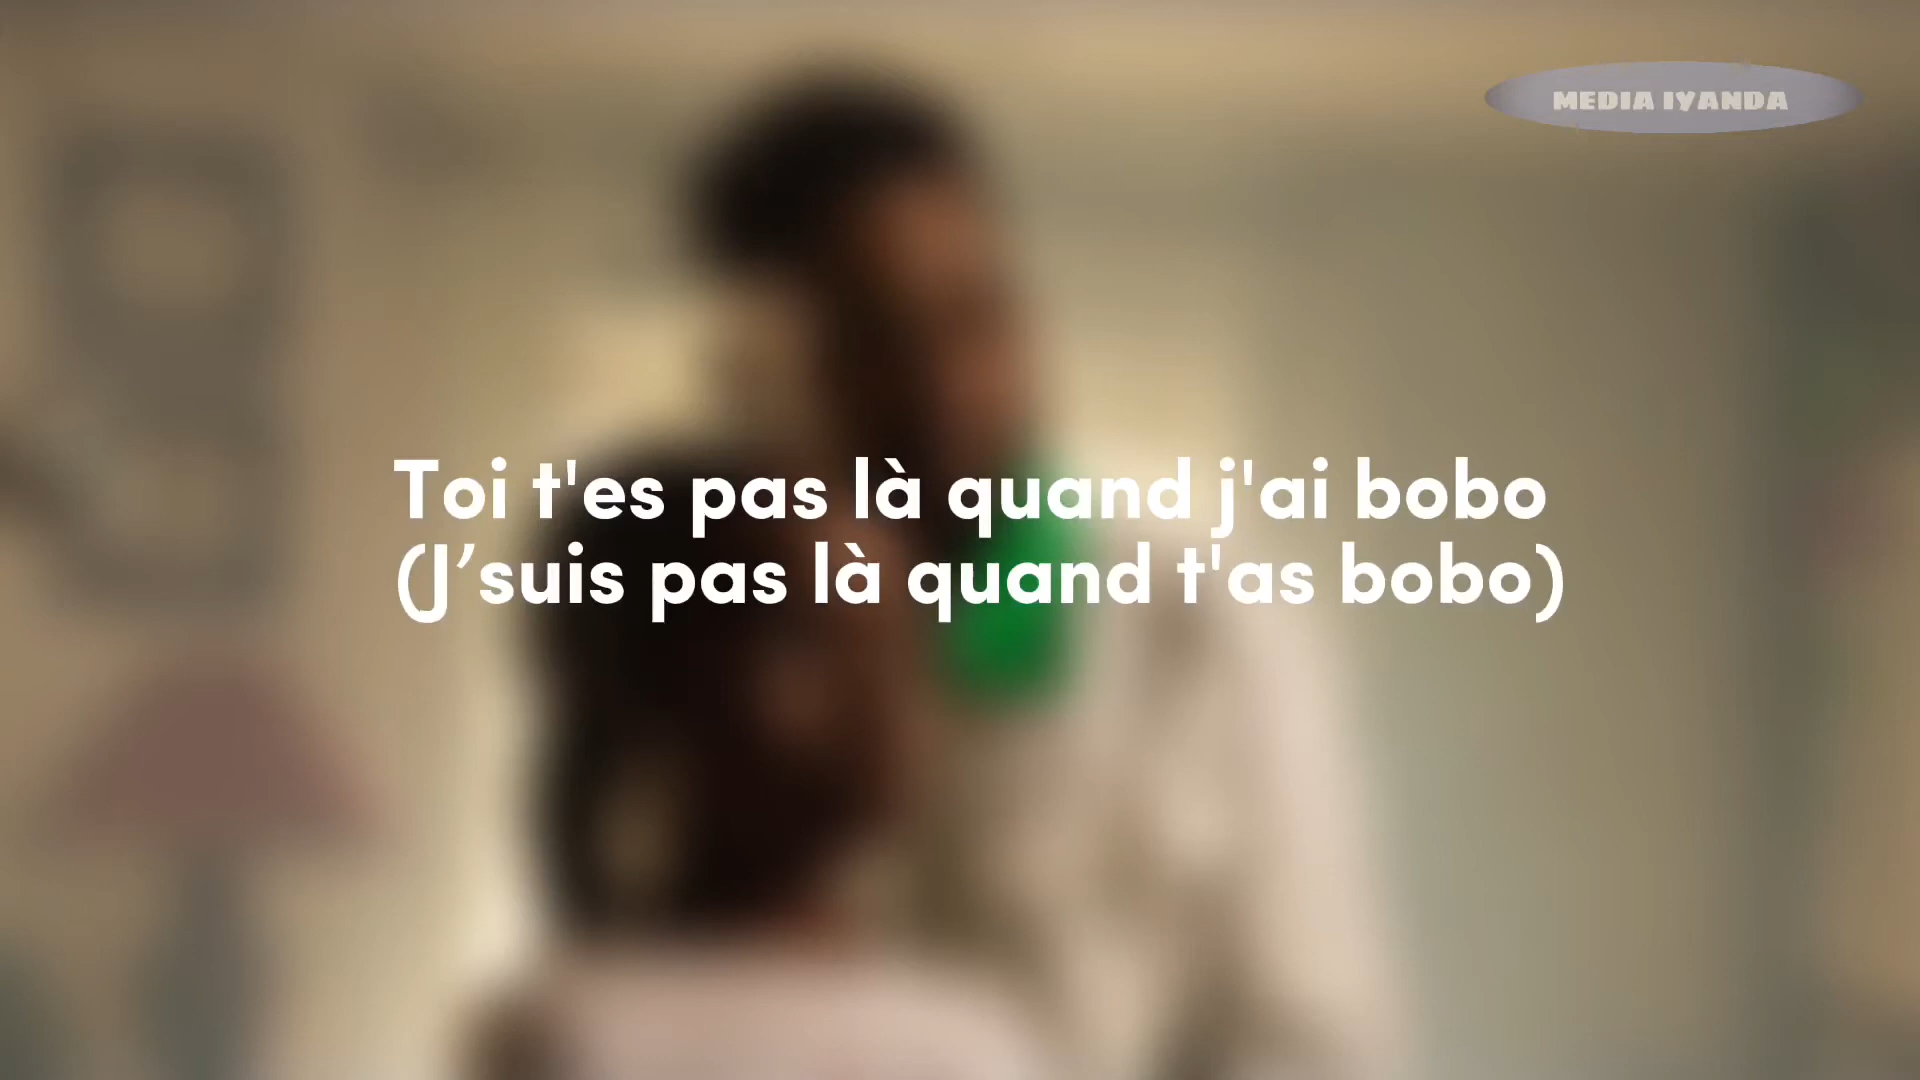 MEDIA IYANDA
Toi t'es pas là quand j'ai bobo
(J’suis pas là quand t'as bobo)